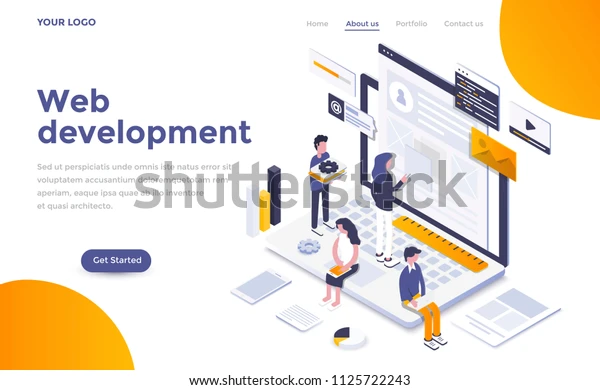 YOUR LOGO
Home About us Portfolio Contact us
Web
development
Sed ut perspiciatis unde omnis iste natus error sit
voluptatem accusantium doloremque laudantium rem
aperiam, eaque ipsa quae ab illo inventore veritatis
et quasi architecto.
Get Started
shutterstock
IMAGE ID: 1125722243
www.shutterstock.com